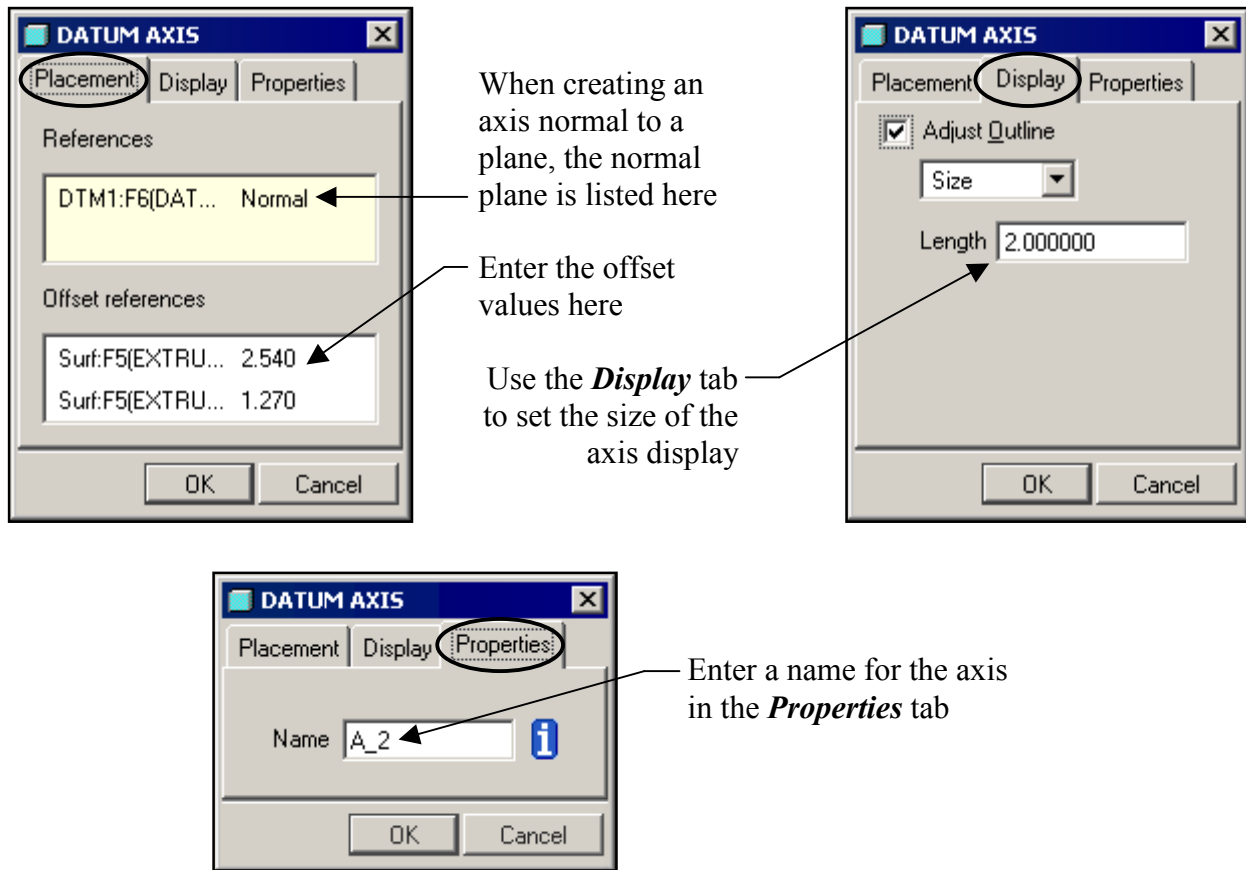 DATUM AXIS
Placement Display Properties
References
DTM1:F6(DAT... Normal
Offset references
Surf:F5(EXTRU... 2.540
Surf:F5(EXTRU... 1.270
OK Cancel
When creating an
axis normal to a
plane, the normal
plane is listed here
Enter the offset
values here
Use the Display tab
to set the size of the
axis display
DATUM AXIS
Placement Display Properties
Adjust Outline
Size
Length 2.000000
OK Cancel
DATUM AXIS
Placement Display Properties
Name A_2
i
OK Cancel
Enter a name for the axis
in the Properties tab